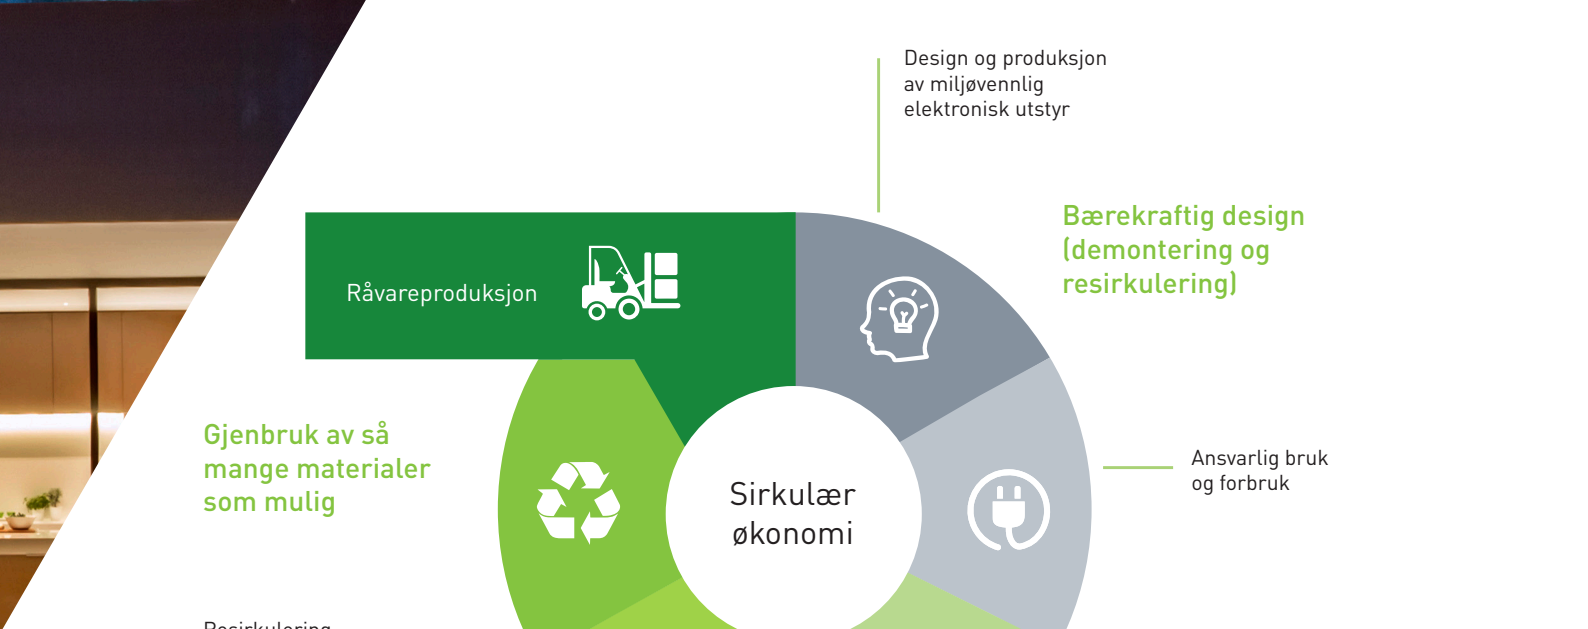 Design og produksjon
av miljøvennlig
elektronisk utstyr
Bærekraftig design
(demontering og
resirkulering)
Råvareproduksjon
Gjenbruk av så
mange materialer
som mulig
Sirkulær
økonomi
Ansvarlig bruk
og forbruk
Resirkulering